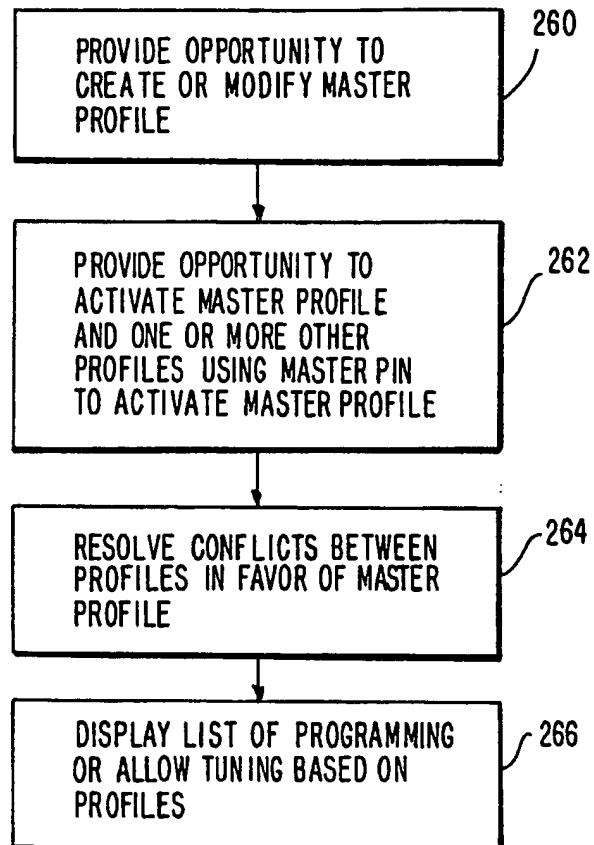 260
PROVIDE OPPORTUNITY TO
CREATE OR MODIFY MASTER
PROFILE
262
PROVIDE OPPORTUNITY TO
ACTIVATE MASTER PROFILE
AND ONE OR MORE OTHER
PROFILES USING MASTER PIN
TO ACTIVATE MASTER PROFILE
264
RESOLVE CONFLICTS BETWEEN
PROFILES IN FAVOR OF MASTER
PROFILE
266
DISPLAY LIST OF PROGRAMMING
OR ALLOW TUNING BASED ON
PROFILES